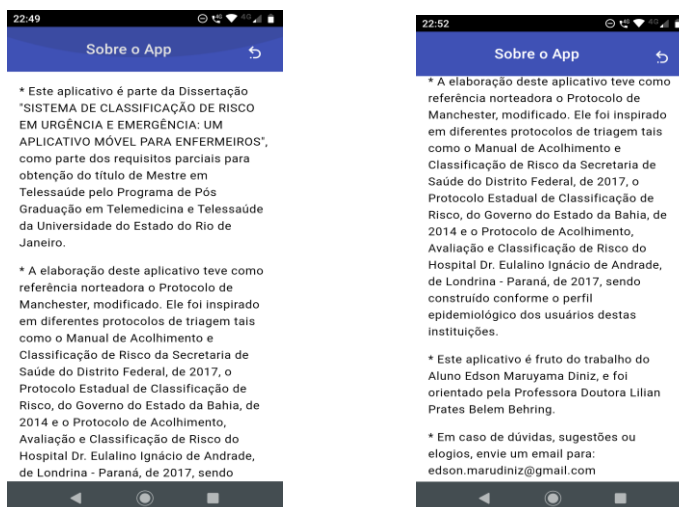 22:49
4G
Sobre o App
* Este aplicativo é parte da Dissertação
"SISTEMA DE CLASSIFICAÇÃO DE RISCO
EM URGÊNCIA E EMERGÊNCIA: UM
APLICATIVO MÓVEL PARA ENFERMEIROS",
como parte dos requisitos parciais para
obtenção do título de Mestre em
Telessaúde pelo Programa de Pós
Graduação em Telemedicina e Telessaúde
da Universidade do Estado do Rio de
Janeiro.
* A elaboração deste aplicativo teve como
referência norteadora o Protocolo de
Manchester, modificado. Ele foi inspirado
em diferentes protocolos de triagem tais
como o Manual de Acolhimento e
Classificação de Risco da Secretaria de
Saúde do Distrito Federal, de 2017, o
Protocolo Estadual de Classificação de
Risco, do Governo do Estado da Bahia, de
2014 e o Protocolo de Acolhimento,
Avaliação e Classificação de Risco do
Hospital Dr. Eulalino Ignácio de Andrade,
de Londrina - Paraná, de 2017, sendo
22:52
4G
Sobre o App
* A elaboração deste aplicativo teve como
referência norteadora o Protocolo de
Manchester, modificado. Ele foi inspirado
em diferentes protocolos de triagem tais
como o Manual de Acolhimento e
Classificação de Risco da Secretaria de
Saúde do Distrito Federal, de 2017, o
Protocolo Estadual de Classificação de
Risco, do Governo do Estado da Bahia, de
2014 e o Protocolo de Acolhimento,
Avaliação e Classificação de Risco do
Hospital Dr. Eulalino Ignácio de Andrade,
de Londrina - Paraná, de 2017, sendo
construído conforme o perfil
epidemiológico dos usuários destas
instituições.
* Este aplicativo é fruto do trabalho do
Aluno Edson Maruyama Diniz, e foi
orientado pela Professora Doutora Lilian
Prates Belem Behring.
* Em caso de dúvidas, sugestões ou
elogios, envie um email para:
edson.marudiniz@gmail.com